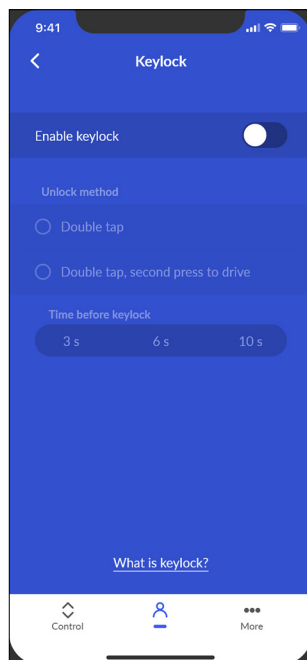 9:41
Keylock
Enable keylock
Unlock method
Double tap
Double tap, second press to drive
Time before keylock
3 s 6 s 10 s
What is keylock?
Control More